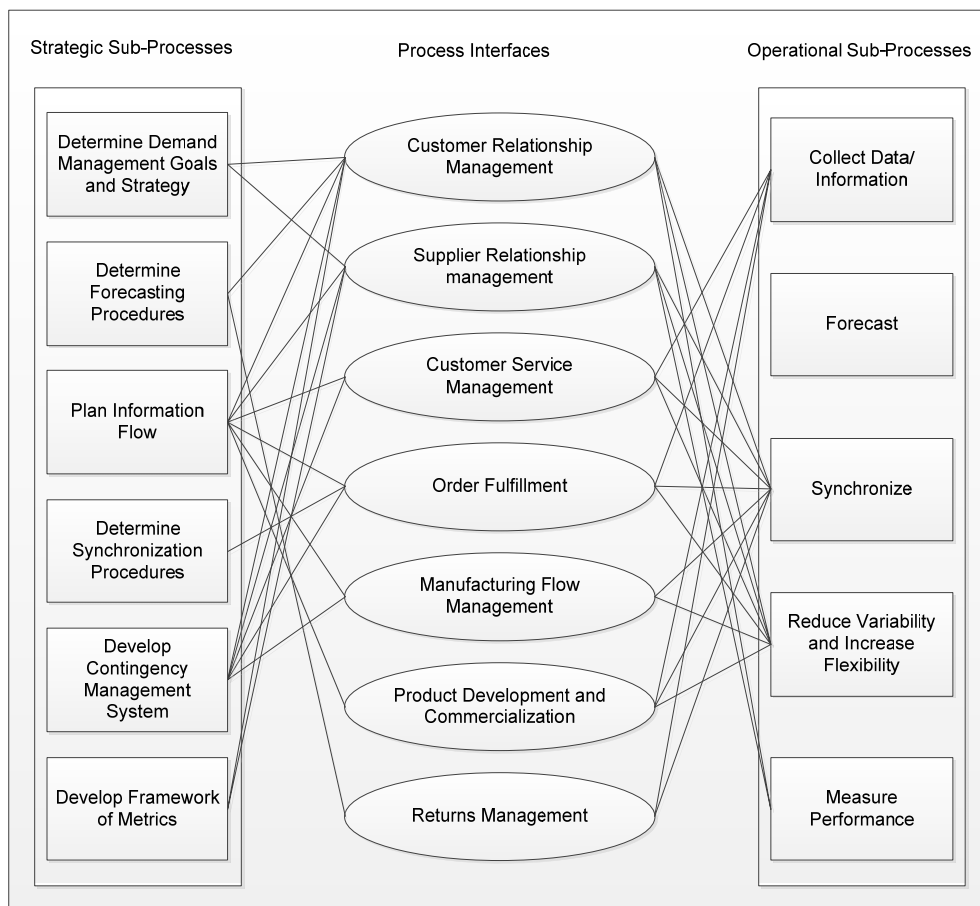 Strategic Sub-Processes
Process Interfaces
Operational Sub-Processes
Determine Demand
Management Goals
and Strategy
Determine
Forecasting
Procedures
Plan Information
Flow
Determine
Synchronization
Procedures
Develop
Contingency
Management
System
Develop Framework
of Metrics
Customer Relationship
Management
Supplier Relationship
management
Customer Service
Management
Order Fulfillment
Manufacturing Flow
Management
Product Development and
Commercialization
Returns Management
Collect Data/
Information
Forecast
Synchronize
Reduce Variability
and Increase
Flexibility
Measure
Performance